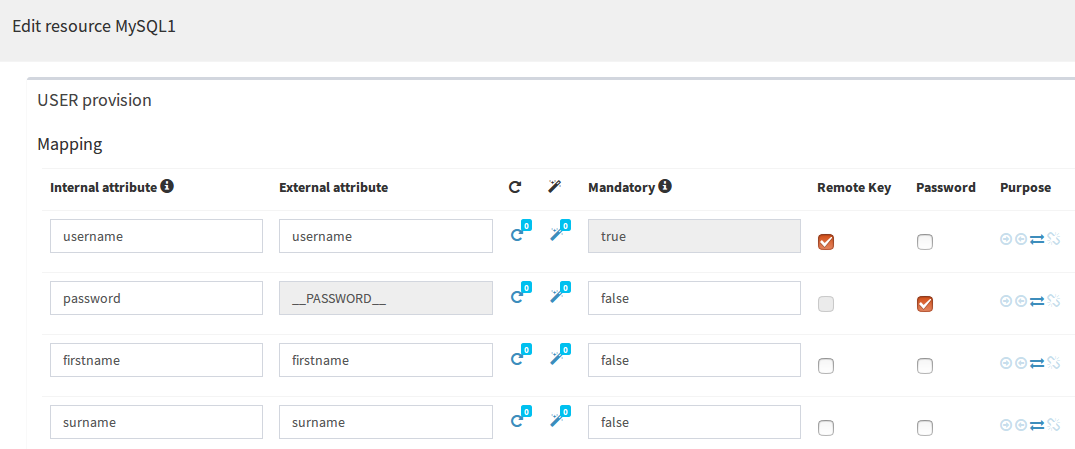 Edit resource MySQL1
USER provision
Mapping
Internal attribute External attribute Mandatory Remote Key Password Purpose
username username 0 0 true
password __PASSWORD__ 0 0 false
firstname firstname 0 0 false
surname surname 0 0 false